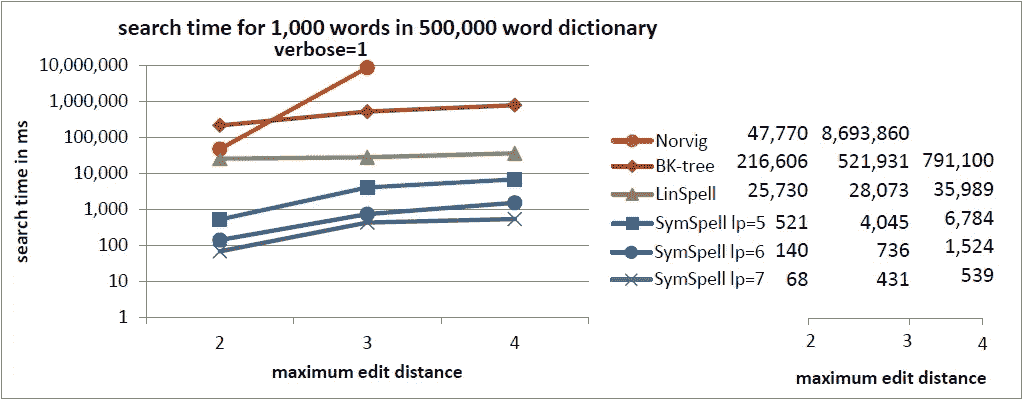 search time for 1,000 words in 500,000 word dictionary
verbose=1
search time in ms
10,000,000
1,000,000
100,000
10,000
1,000
100
10
1
2 3 4
maximum edit distance
Norvig 47,770 8,693,860
BK-tree 216,606 521,931 791,100
LinSpell 25,730 28,073 35,989
SymSpell lp=5 521 4,045 6,784
SymSpell lp=6 140 736 1,524
SymSpell lp=7 68 431 539
2 3 4
maximum edit distance